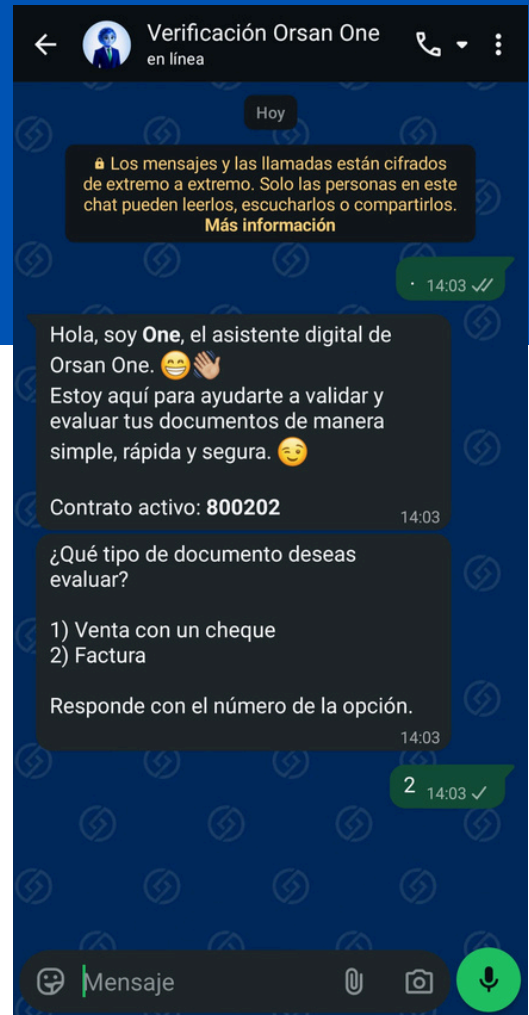 Verificación Orsan One
en línea
Hoy
Los mensajes y las llamadas están cifrados
de extremo a extremo. Solo las personas en este
chat pueden leerlos, escucharlos o compartirlos.
Más información
. 14:03
Hola, soy One, el asistente digital de
Orsan One. 😁👋🏼
Estoy aquí para ayudarte a validar y
evaluar tus documentos de manera
simple, rápida y segura. 😉
Contrato activo: 800202
14:03
¿Qué tipo de documento deseas
evaluar?
1) Venta con un cheque
2) Factura
Responde con el número de la opción.
14:03
2 14:03
Mensaje